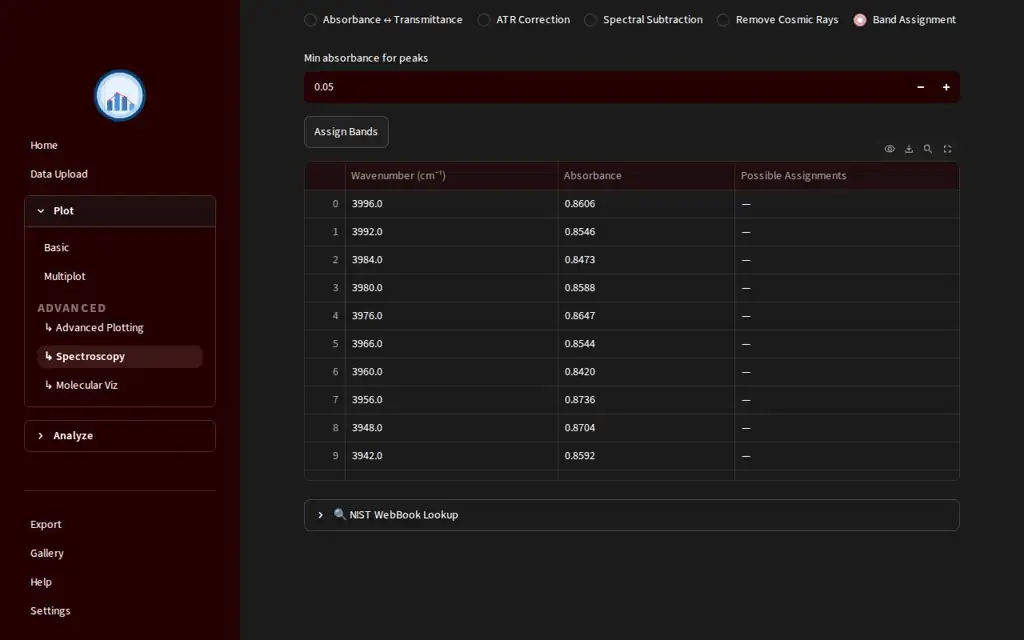 Absorbance ↔ Transmittance ATR Correction Spectral Subtraction Remove Cosmic Rays Band Assignment
Min absorbance for peaks
0.05 − +
Assign Bands
Wavenumber (cm⁻¹) Absorbance Possible Assignments
0 3996.0 0.8606 —
1 3992.0 0.8546 —
2 3984.0 0.8473 —
3 3980.0 0.8588 —
4 3976.0 0.8647 —
5 3966.0 0.8544 —
6 3960.0 0.8420 —
7 3956.0 0.8736 —
8 3948.0 0.8704 —
9 3942.0 0.8592 —
🔍 NIST WebBook Lookup
Home
Data Upload
Plot
Basic
Multiplot
ADVANCED
↳ Advanced Plotting
↳ Spectroscopy
↳ Molecular Viz
Analyze
Export
Gallery
Help
Settings